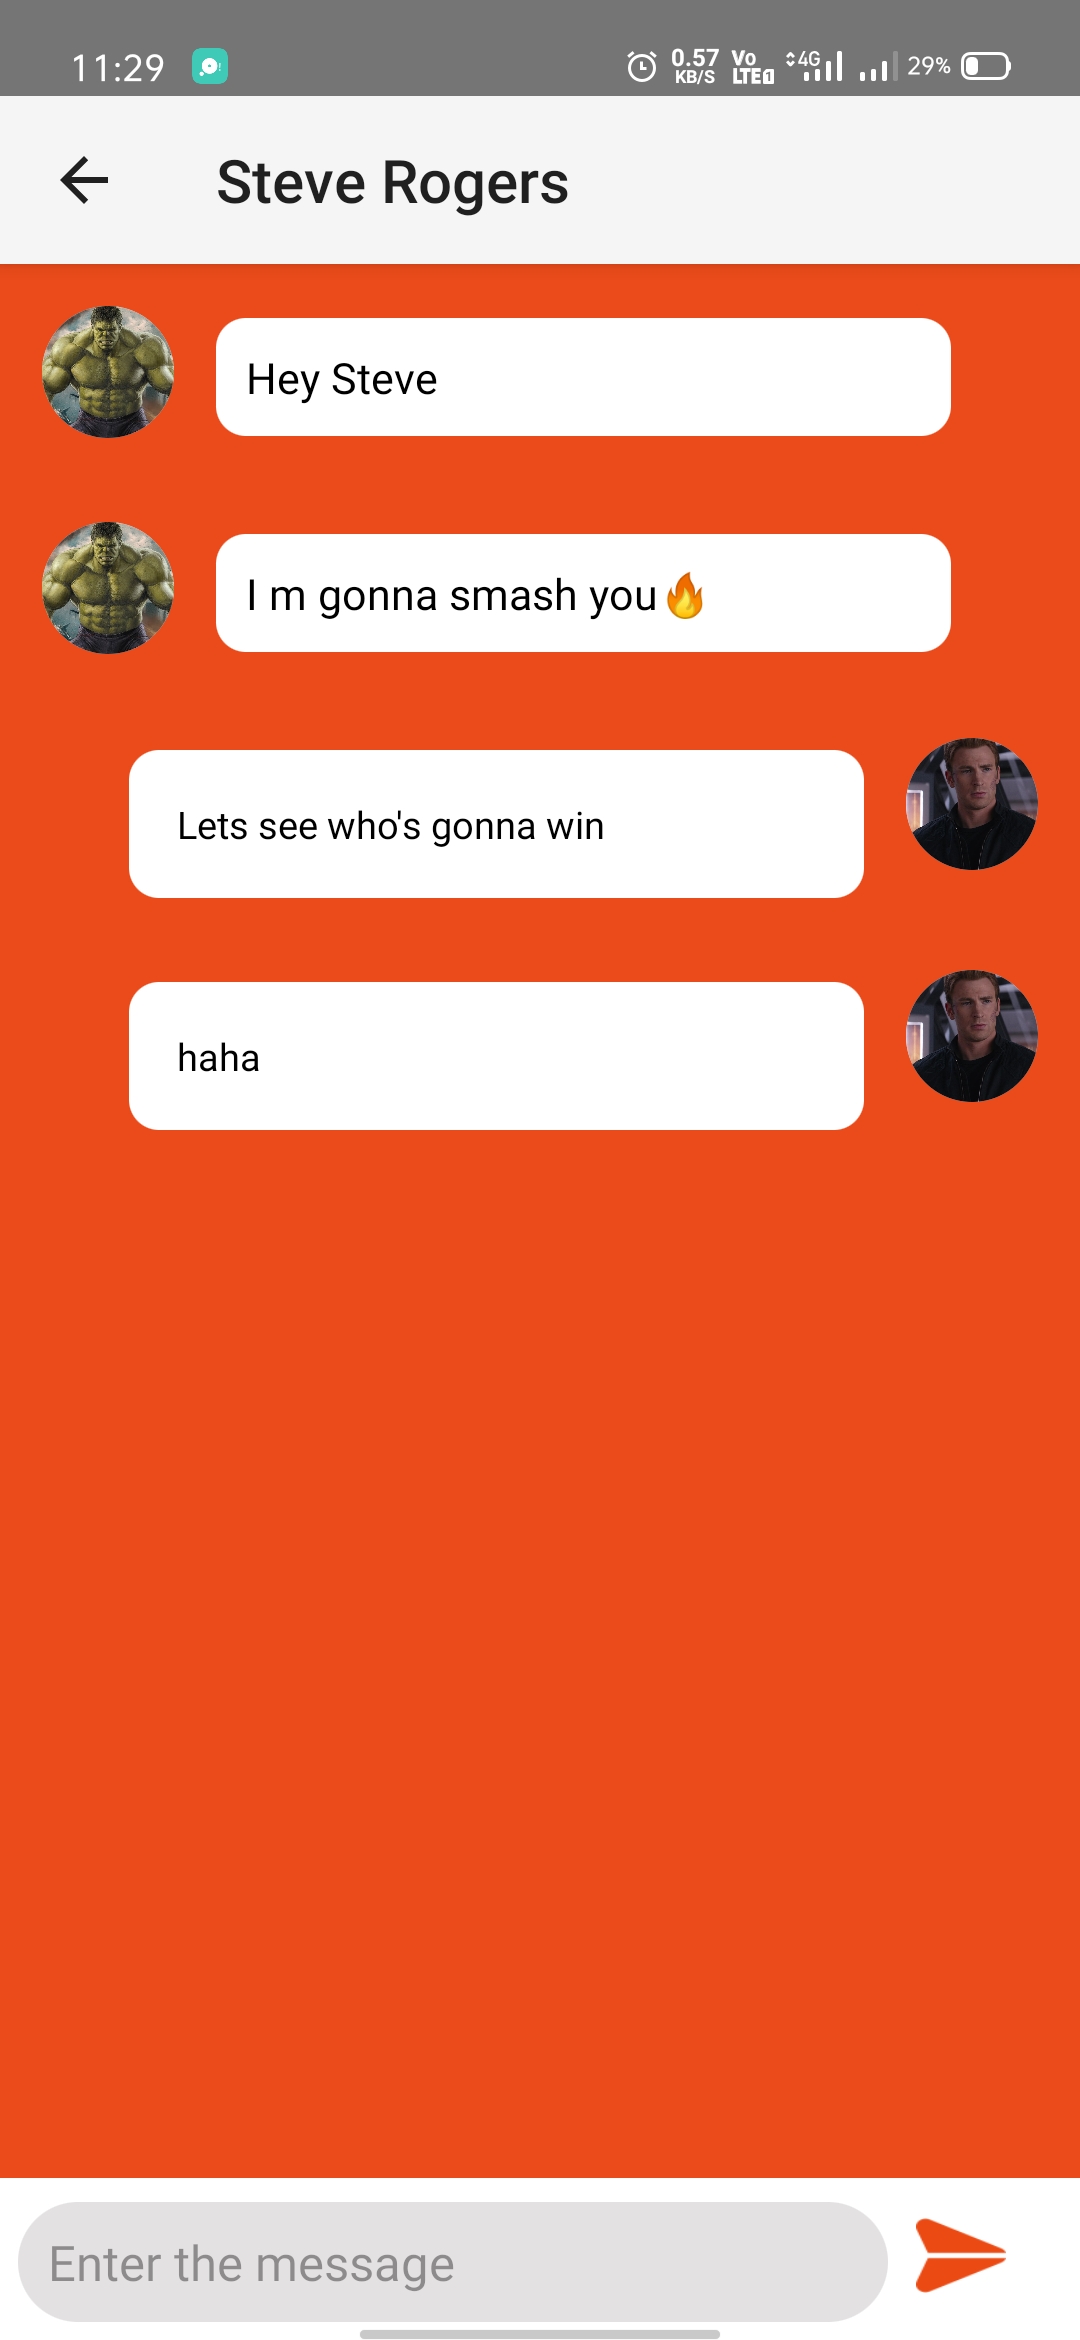 11:29 0.57 KB/S Vo LTE1 4G 29%
Steve Rogers
Hey Steve
I m gonna smash you🔥
Lets see who's gonna win
haha
Enter the message